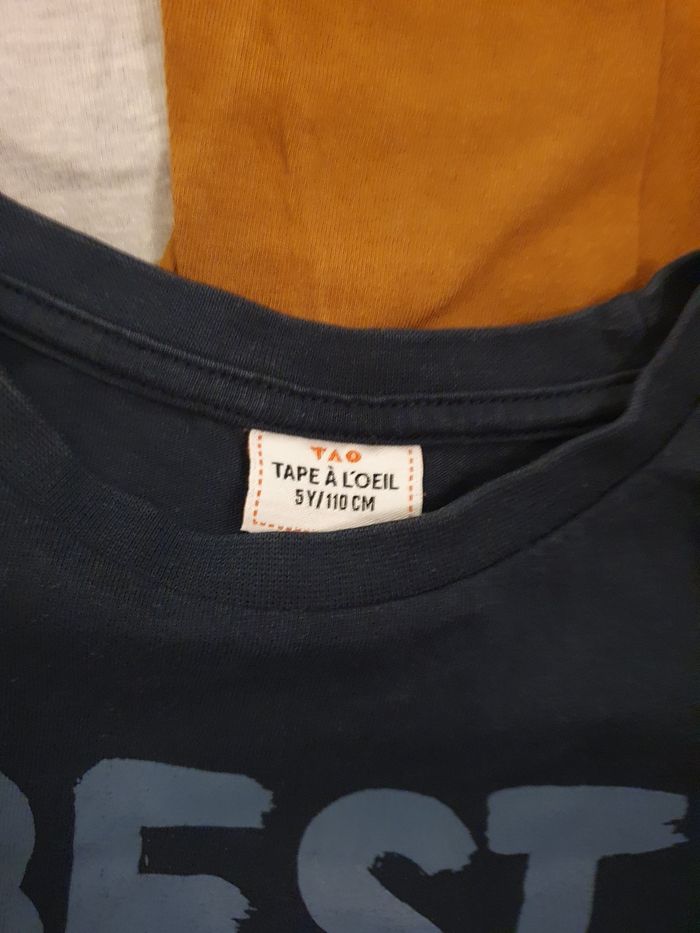 TAO
TAPE À L'OEIL
5Y/110 CM
BEST